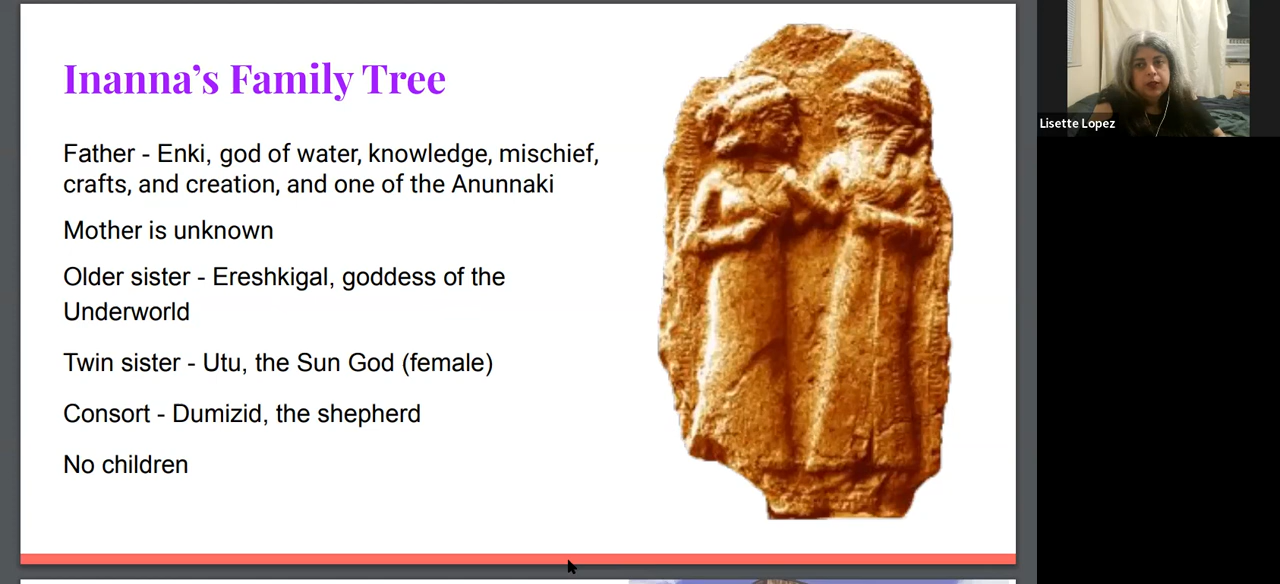 Inanna’s Family Tree
Father - Enki, god of water, knowledge, mischief,
crafts, and creation, and one of the Anunnaki
Mother is unknown
Older sister - Ereshkigal, goddess of the
Underworld
Twin sister - Utu, the Sun God (female)
Consort - Dumizid, the shepherd
No children
Lisette Lopez